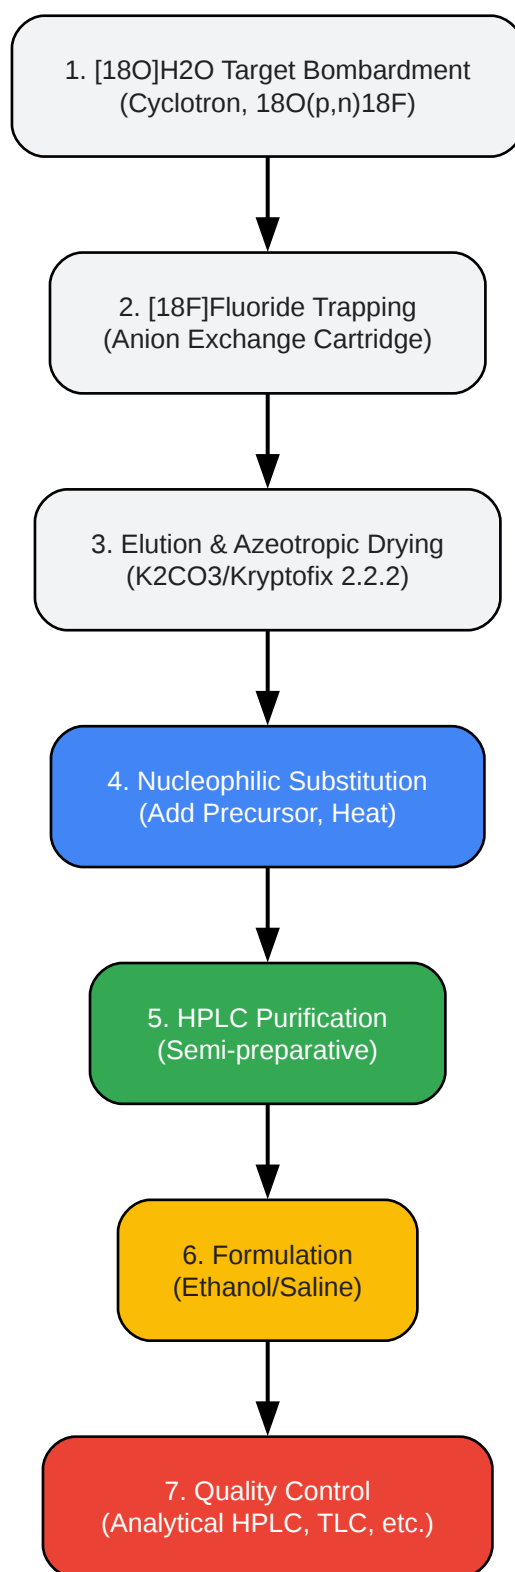 1. [18O]H2O Target Bombardment
(Cyclotron, 18O(p,n)18F)
2. [18F]Fluoride Trapping
(Anion Exchange Cartridge)
3. Elution & Azeotropic Drying
(K2CO3/Kryptofix 2.2.2)
4. Nucleophilic Substitution
(Add Precursor, Heat)
5. HPLC Purification
(Semi-preparative)
6. Formulation
(Ethanol/Saline)
7. Quality Control
(Analytical HPLC, TLC, etc.)